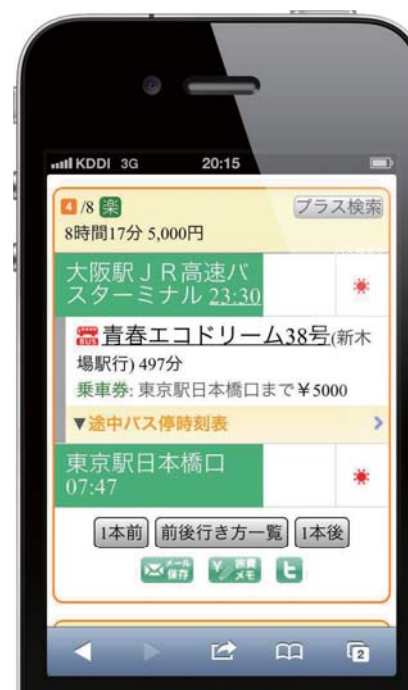 KDDI 3G 20:15
4 /8 楽 プラス検索
8時間17分 5,000円
大阪駅JR高速バ
スターミナル 23:30
BUS 青春エコドリーム38号(新木
場駅行) 497分
乗車券: 東京駅日本橋口まで¥5000
▼途中バス停時刻表
東京駅日本橋口
07:47
1本前 前後行き方一覧 1本後
メール
保存
メモ
2